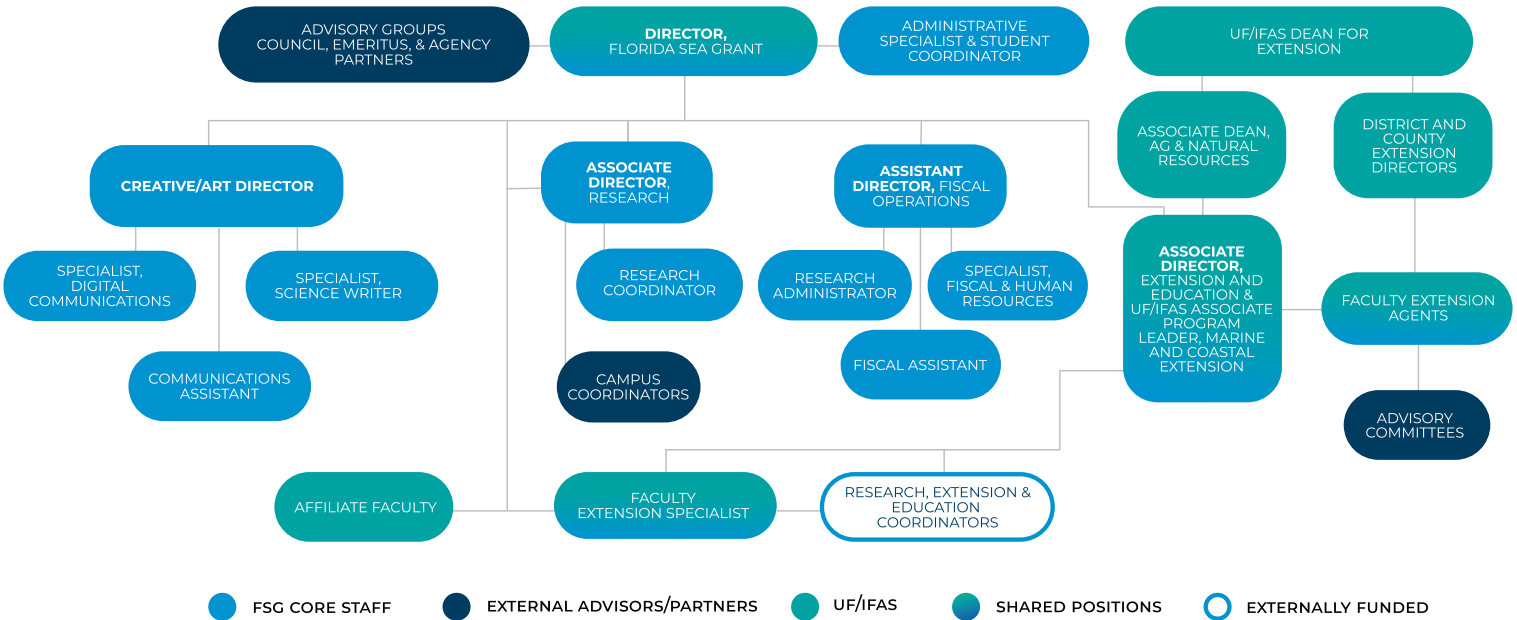 ADVISORY GROUPS
COUNCIL, EMERITUS, & AGENCY
PARTNERS
DIRECTOR,
FLORIDA SEA GRANT
ADMINISTRATIVE
SPECIALIST & STUDENT
COORDINATOR
UF/IFAS DEAN FOR
EXTENSION
ASSOCIATE DEAN,
AG & NATURAL
RESOURCES
DISTRICT AND
COUNTY
EXTENSION
DIRECTORS
CREATIVE/ART DIRECTOR
ASSOCIATE
DIRECTOR,
RESEARCH
ASSISTANT
DIRECTOR, FISCAL
OPERATIONS
SPECIALIST,
DIGITAL
COMMUNICATIONS
SPECIALIST,
SCIENCE WRITER
RESEARCH
COORDINATOR
RESEARCH
ADMINISTRATOR
SPECIALIST,
FISCAL & HUMAN
RESOURCES
ASSOCIATE
DIRECTOR,
EXTENSION AND
EDUCATION &
UF/IFAS ASSOCIATE
PROGRAM
LEADER, MARINE
AND COASTAL
EXTENSION
FACULTY EXTENSION
AGENTS
COMMUNICATIONS
ASSISTANT
CAMPUS
COORDINATORS
FISCAL ASSISTANT
ADVISORY
COMMITTEES
AFFILIATE FACULTY
FACULTY
EXTENSION SPECIALIST
RESEARCH, EXTENSION &
EDUCATION
COORDINATORS
FSG CORE STAFF
EXTERNAL ADVISORS/PARTNERS
UF/IFAS
SHARED POSITIONS
EXTERNALLY FUNDED